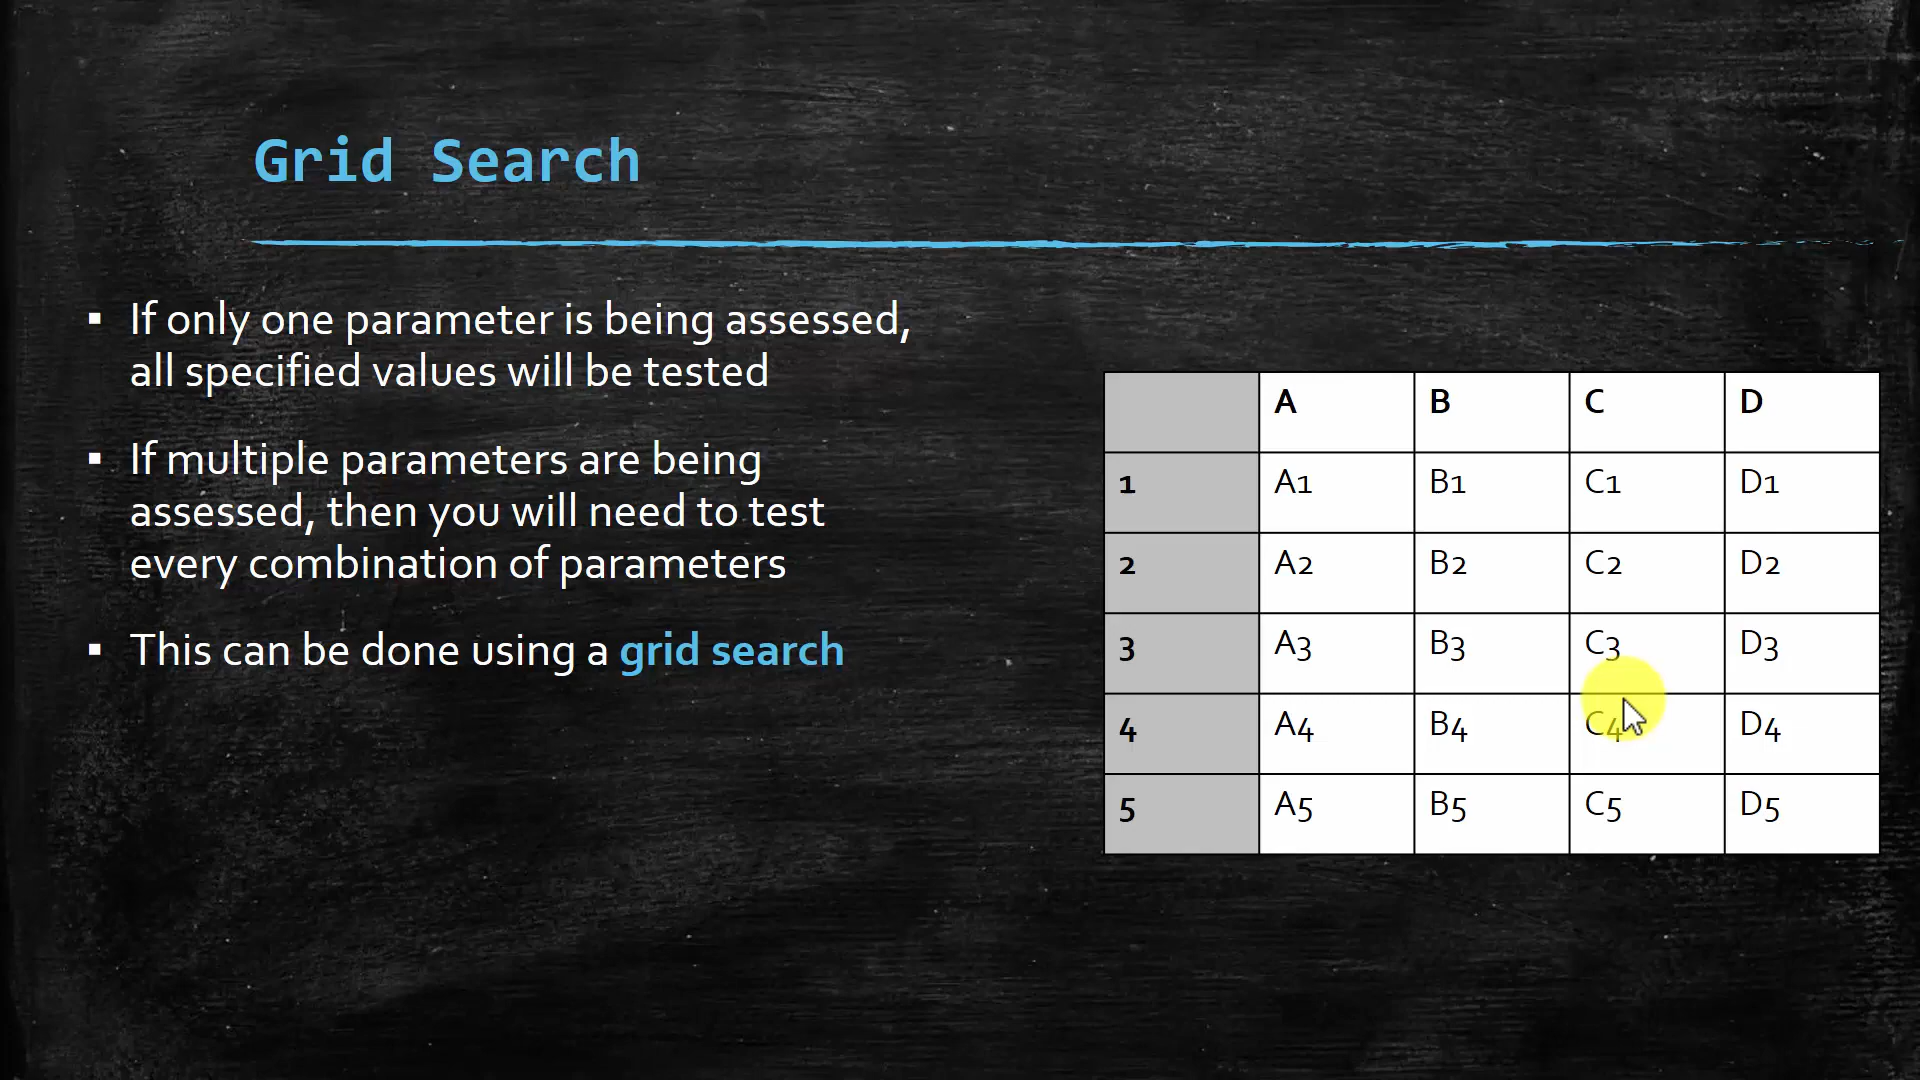 Grid Search
▪ If only one parameter is being assessed,
all specified values will be tested
▪ If multiple parameters are being
assessed, then you will need to test
every combination of parameters
▪ This can be done using a grid search
A B C D
1 A1 B1 C1 D1
2 A2 B2 C2 D2
3 A3 B3 C3 D3
4 A4 B4 C4 D4
5 A5 B5 C5 D5